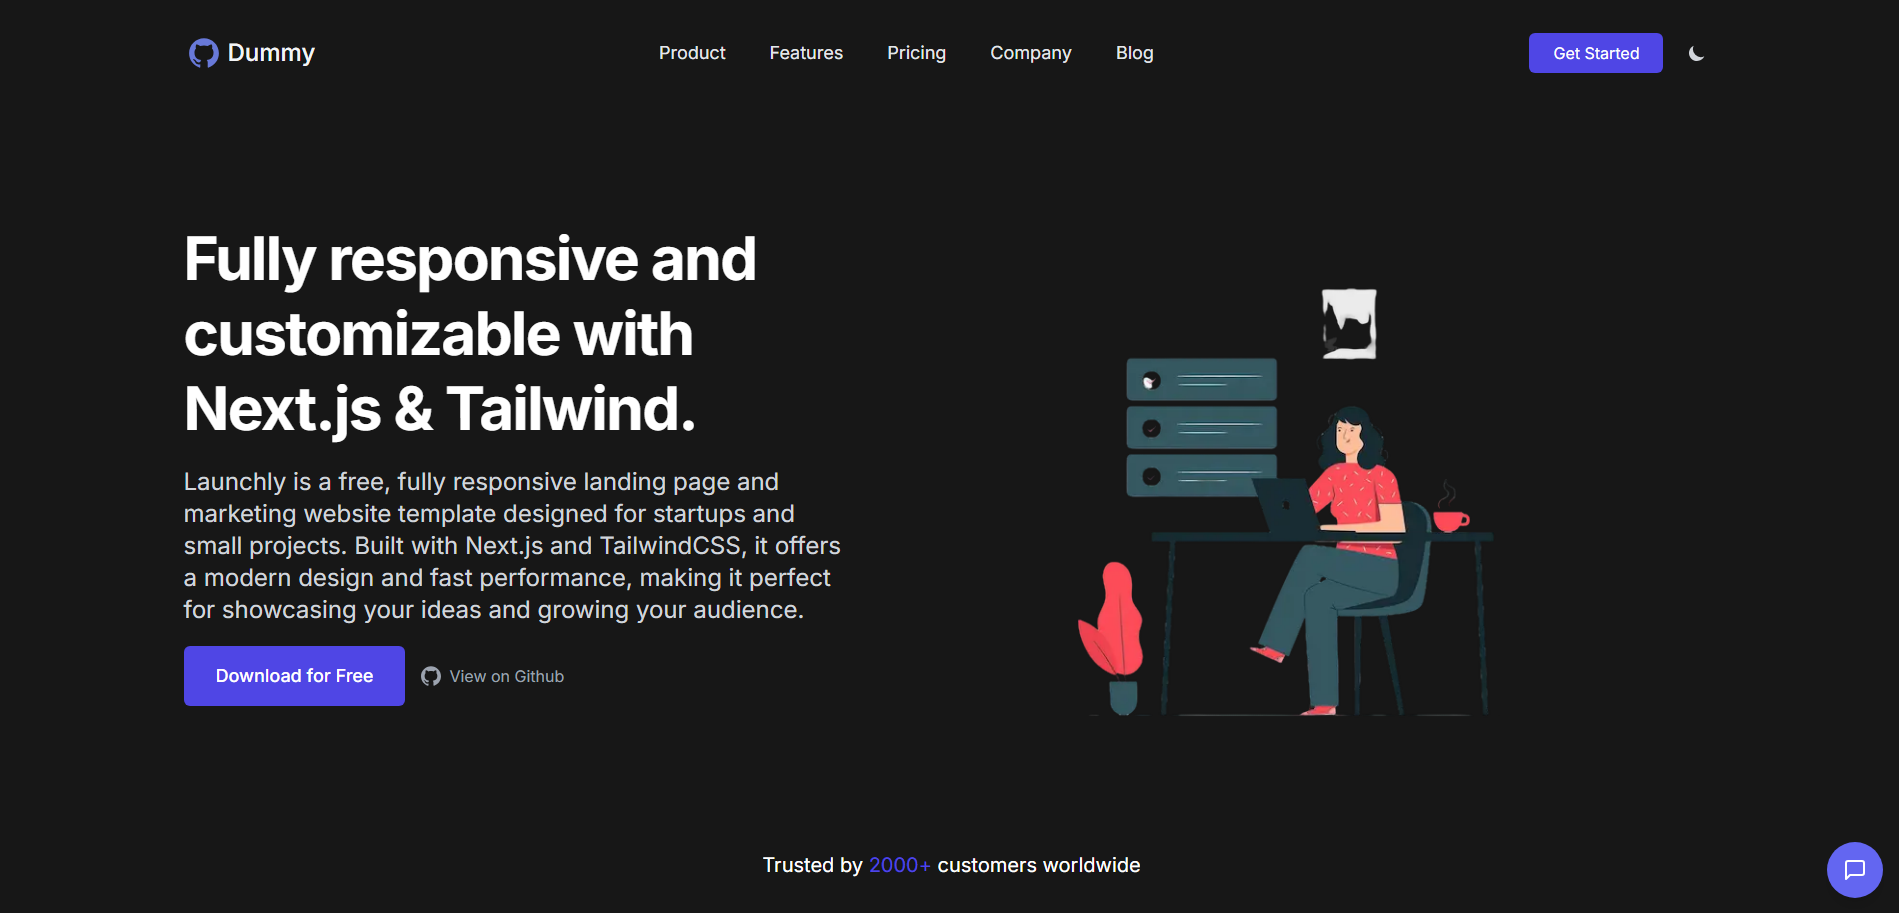 Dummy
Product
Features
Pricing
Company
Blog
Get Started
Fully responsive and
customizable with
Next.js & Tailwind.
Launchly is a free, fully responsive landing page and
marketing website template designed for startups and
small projects. Built with Next.js and TailwindCSS, it offers
a modern design and fast performance, making it perfect
for showcasing your ideas and growing your audience.
Download for Free
View on Github
Trusted by 2000+ customers worldwide